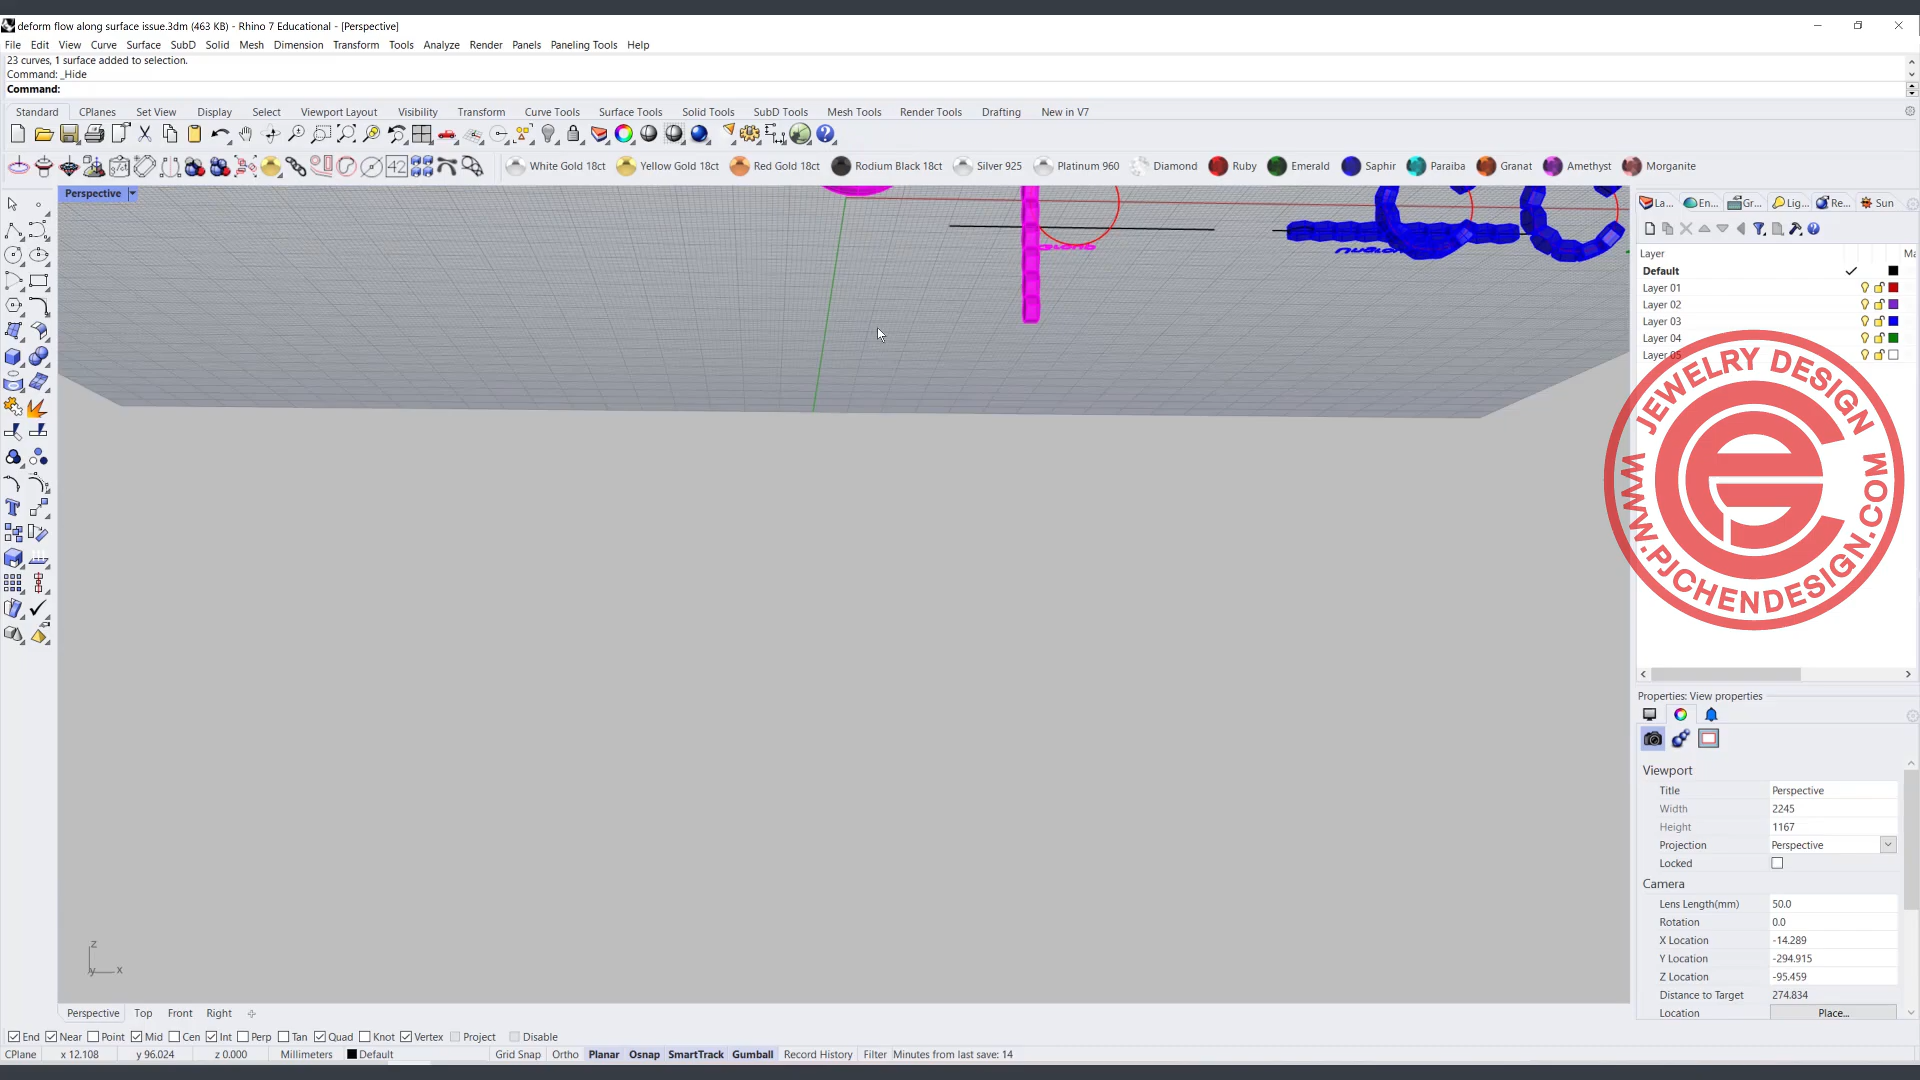 deform flow along surface issue.3dm (463 KB) - Rhino 7 Educational - [Perspective]
File Edit View Curve Surface SubD Solid Mesh Dimension Transform Tools Analyze Render Panels Paneling Tools Help
23 curves, 1 surface added to selection.
Command: _Hide
Command:
Standard CPlanes Set View Display Select Viewport Layout Visibility Transform Curve Tools Surface Tools Solid Tools SubD Tools Mesh Tools Render Tools Drafting New in V7
42 White Gold 18ct Yellow Gold 18ct Red Gold 18ct Rodium Black 18ct Silver 925 Platinum 960 Diamond Ruby Emerald Saphir Paraiba Granat Amethyst Morganite
Perspective
La... En... Gr... Lig... Re... Sun
Layer Ma
Default
Layer 01
Layer 02
Layer 03
Layer 04
JEWELRY DESIGN
WWW.PJCHENDESIGN.COM
Properties: View properties
Viewport
Title Perspective
Width 2245
Height 1167
Projection Perspective
Locked
Camera
Lens Length(mm) 50.0
Rotation 0.0
X Location -14.289
Y Location -294.915
Z Location -95.459
Distance to Target 274.834
Location Place...
z
y x
Perspective Top Front Right
End Near Point Mid Cen Int Perp Tan Quad Knot Vertex Project Disable
CPlane x 12.108 y 96.024 z 0.000 Millimeters Default Grid Snap Ortho Planar Osnap SmartTrack Gumball Record History Filter Minutes from last save: 14